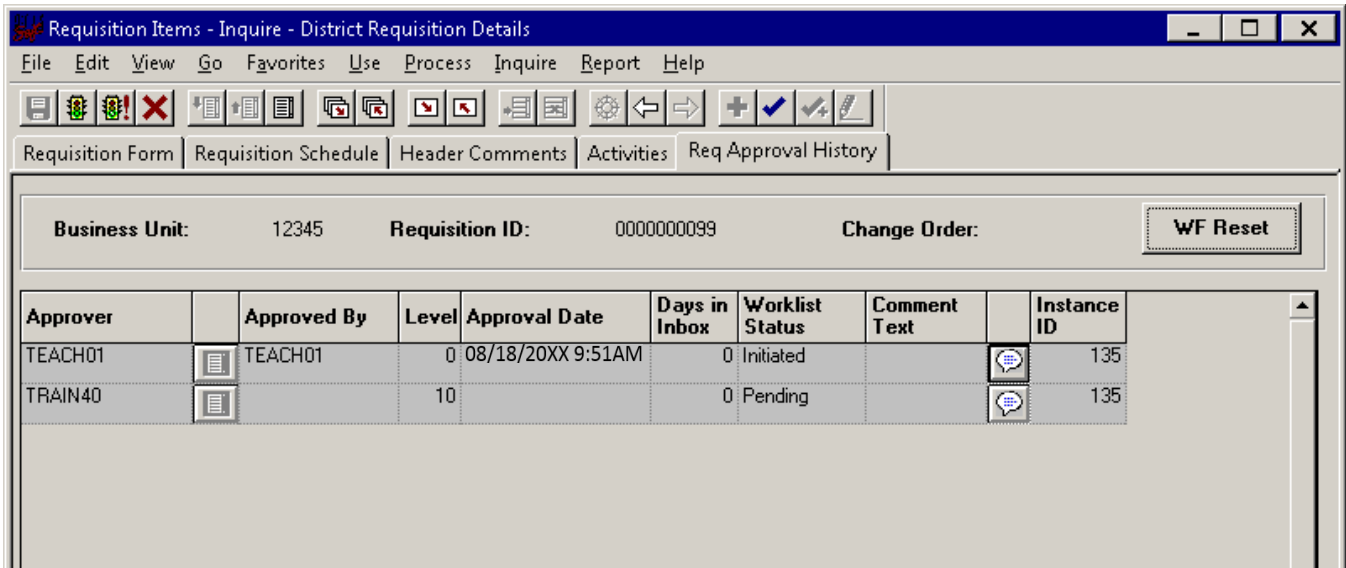 Requisition Items - Inquire - District Requisition Details
File Edit View Go Favorites Use Process Inquire Report Help
Requisition Form Requisition Schedule Header Comments Activities Req Approval History
Business Unit: 12345 Requisition ID: 0000000099 Change Order: WF Reset
Approver Approved By Level Approval Date Days in Inbox Worklist Status Comment Text Instance ID
TEACH01 TEACH01 0 08/18/20XX 9:51AM 0 Initiated 135
TRAIN40 10 0 Pending 135